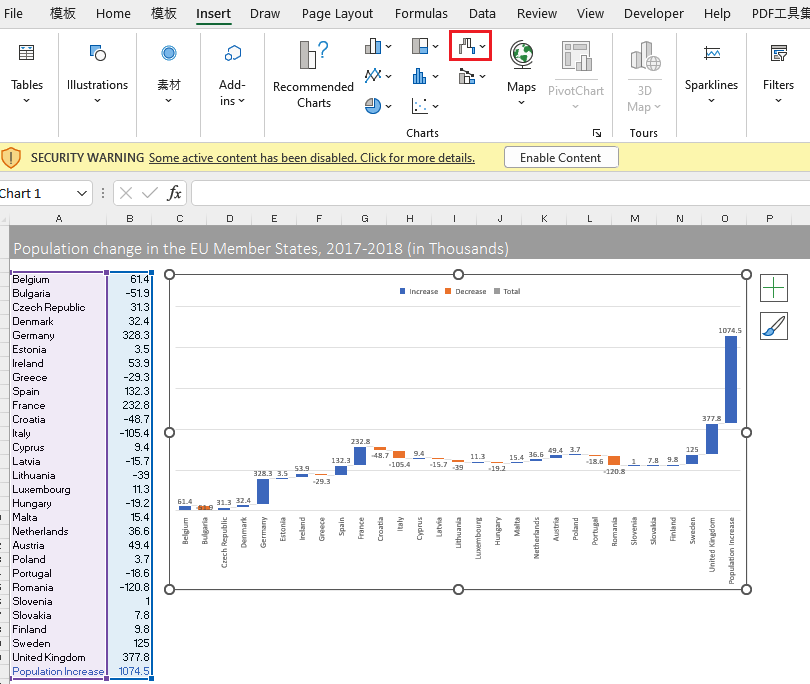 File 模板 Home 模板 Insert Draw Page Layout Formulas Data Review View Developer Help PDF工具集
Tables
Illustrations
素材
Add-
ins
Recommended
Charts
Charts
Maps
PivotChart
3D
Map
Tours
Sparklines
Filters
SECURITY WARNING Some active content has been disabled. Click for more details. Enable Content
Chart 1 fx
A B C D E F G H I J K L M N O P
Population change in the EU Member States, 2017-2018 (in Thousands)
Belgium 61.4
Bulgaria -51.9
Czech Republic 31.3
Denmark 32.4
Germany 328.3
Estonia 3.5
Ireland 53.9
Greece -29.3
Spain 132.3
France 232.8
Croatia -48.7
Italy -105.4
Cyprus 9.4
Latvia -15.7
Lithuania -39
Luxembourg 11.3
Hungary -19.2
Malta 15.4
Netherlands 36.6
Austria 49.4
Poland 3.7
Portugal -18.6
Romania -120.8
Slovenia 1
Slovakia 7.8
Finland 9.8
Sweden 125
United Kingdom 377.8
Population Increase 1074.5
Increase Decrease Total
61.4 -51.9 31.3 32.4 328.3 3.5 53.9 -29.3 132.3 232.8 -48.7 -105.4 9.4 -15.7 -39 11.3 -19.2 15.4 36.6 49.4 3.7 -18.6 -120.8 1 7.8 9.8 125 377.8 1074.5
Belgium
Bulgaria
Czech Republic
Denmark
Germany
Estonia
Ireland
Greece
Spain
France
Croatia
Italy
Cyprus
Latvia
Lithuania
Luxembourg
Hungary
Malta
Netherlands
Austria
Poland
Portugal
Romania
Slovenia
Slovakia
Finland
Sweden
United Kingdom
Population Increase